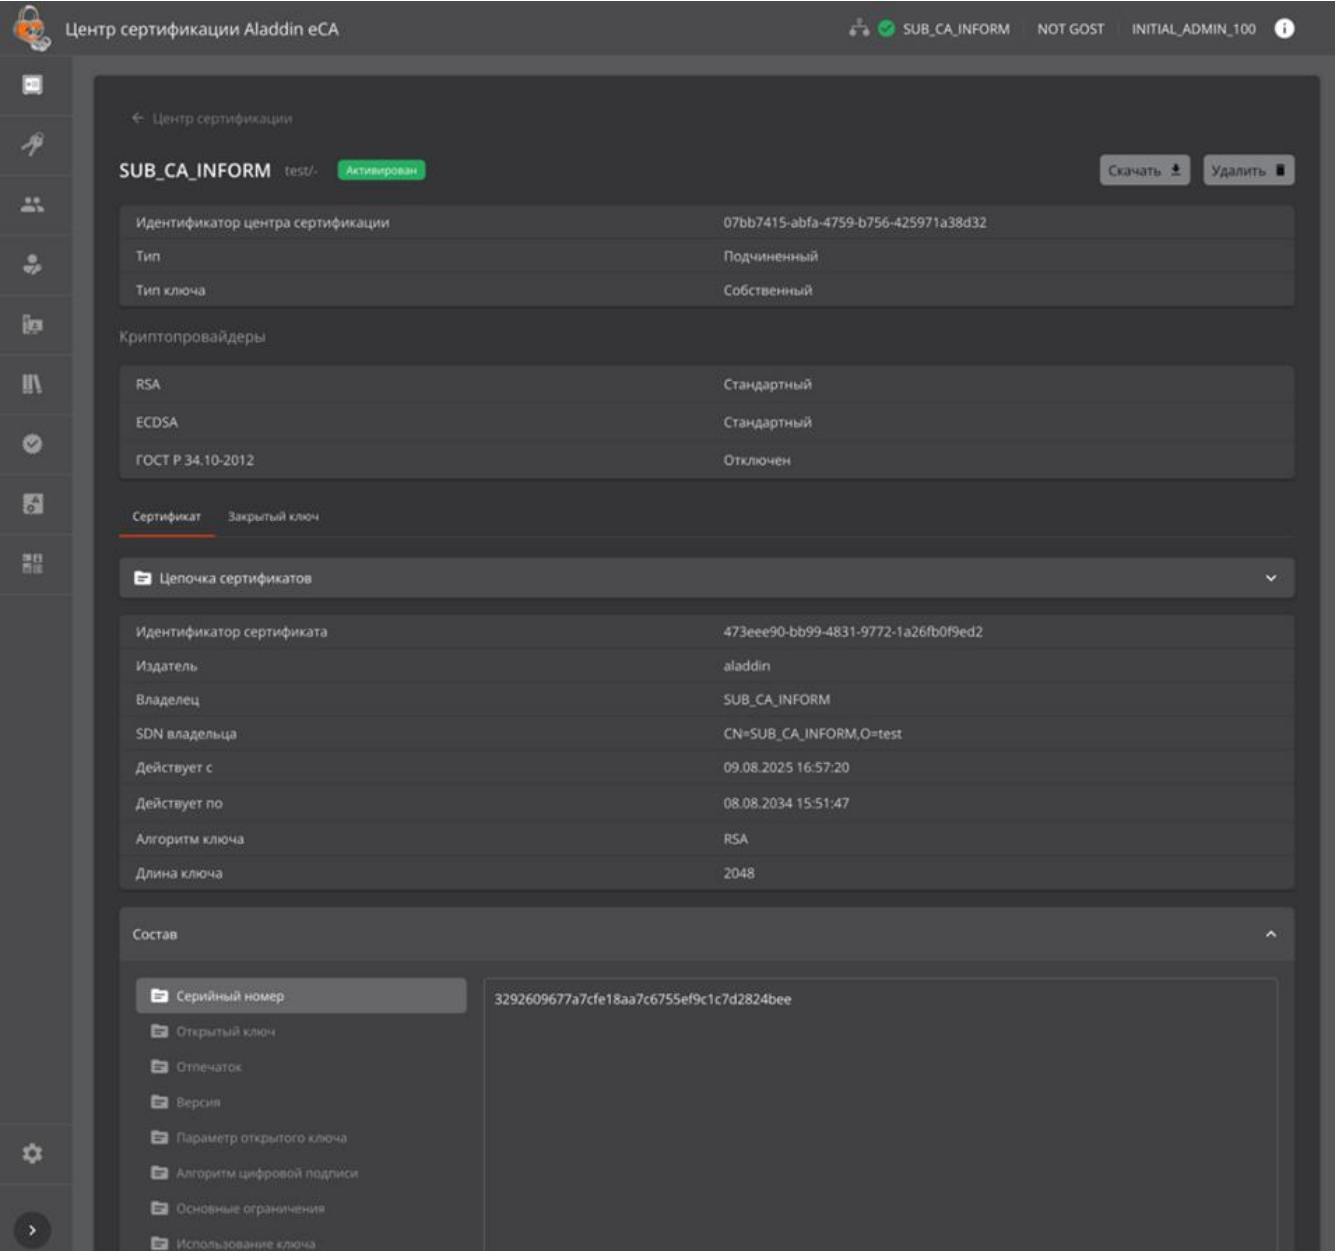 Центр сертификации Aladdin eCA
SUB_CA_INFORM NOT GOST INITIAL_ADMIN_100
← Центр сертификации
SUB_CA_INFORM test/- Активирован Скачать Удалить
Идентификатор центра сертификации 07bb7415-abfa-4759-b756-425971a38d32
Тип Подчиненный
Тип ключа Собственный
Криптопровайдеры
RSA Стандартный
ECDSA Стандартный
ГОСТ Р 34.10-2012 Отключен
Сертификат Закрытый ключ
Цепочка сертификатов
Идентификатор сертификата 473eee90-bb99-4831-9772-1a26fb0f9ed2
Издатель aladdin
Владелец SUB_CA_INFORM
SDN владельца CN=SUB_CA_INFORM,O=test
Действует с 09.08.2025 16:57:20
Действует по 08.08.2034 15:51:47
Алгоритм ключа RSA
Длина ключа 2048
Состав
Серийный номер 3292609677a7cfe18aa7c6755ef9c1c7d2824bee
Открытый ключ
Отпечаток
Версия
Параметр открытого ключа
Алгоритм цифровой подписи
Основные ограничения
Использование ключа